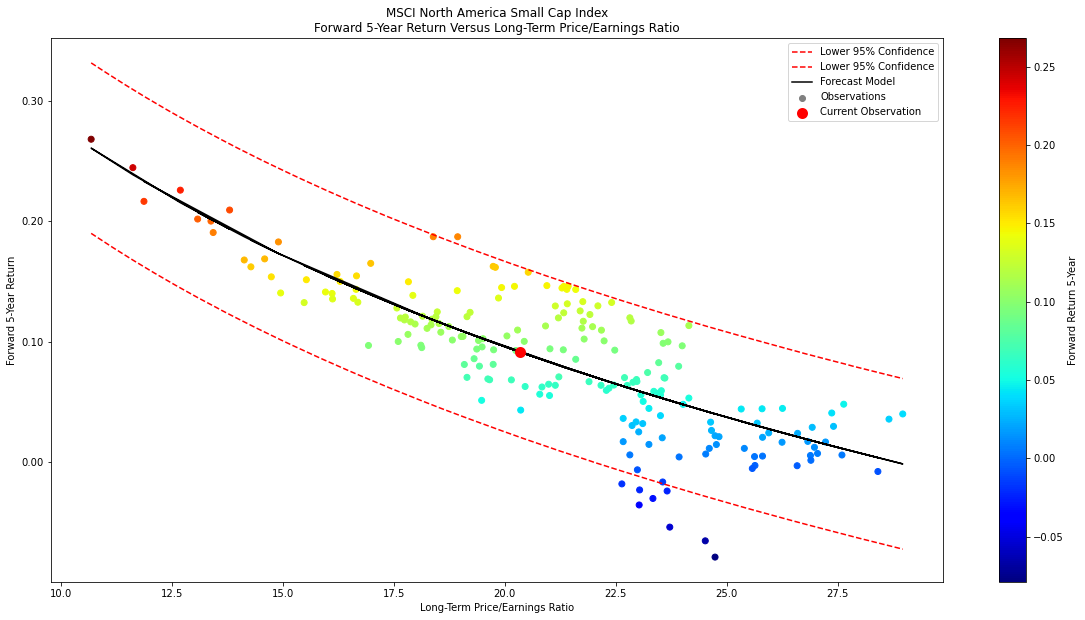 MSCI North America Small Cap Index
Forward 5-Year Return Versus Long-Term Price/Earnings Ratio
Lower 95% Confidence
Lower 95% Confidence
Forecast Model
Observations
Current Observation
Forward 5-Year Return
0.30
0.20
0.10
0.00
10.0
12.5
15.0
17.5
20.0
22.5
25.0
27.5
Long-Term Price/Earnings Ratio
0.25
0.20
0.15
0.10
0.05
0.00
−0.05
Forward Return 5-Year